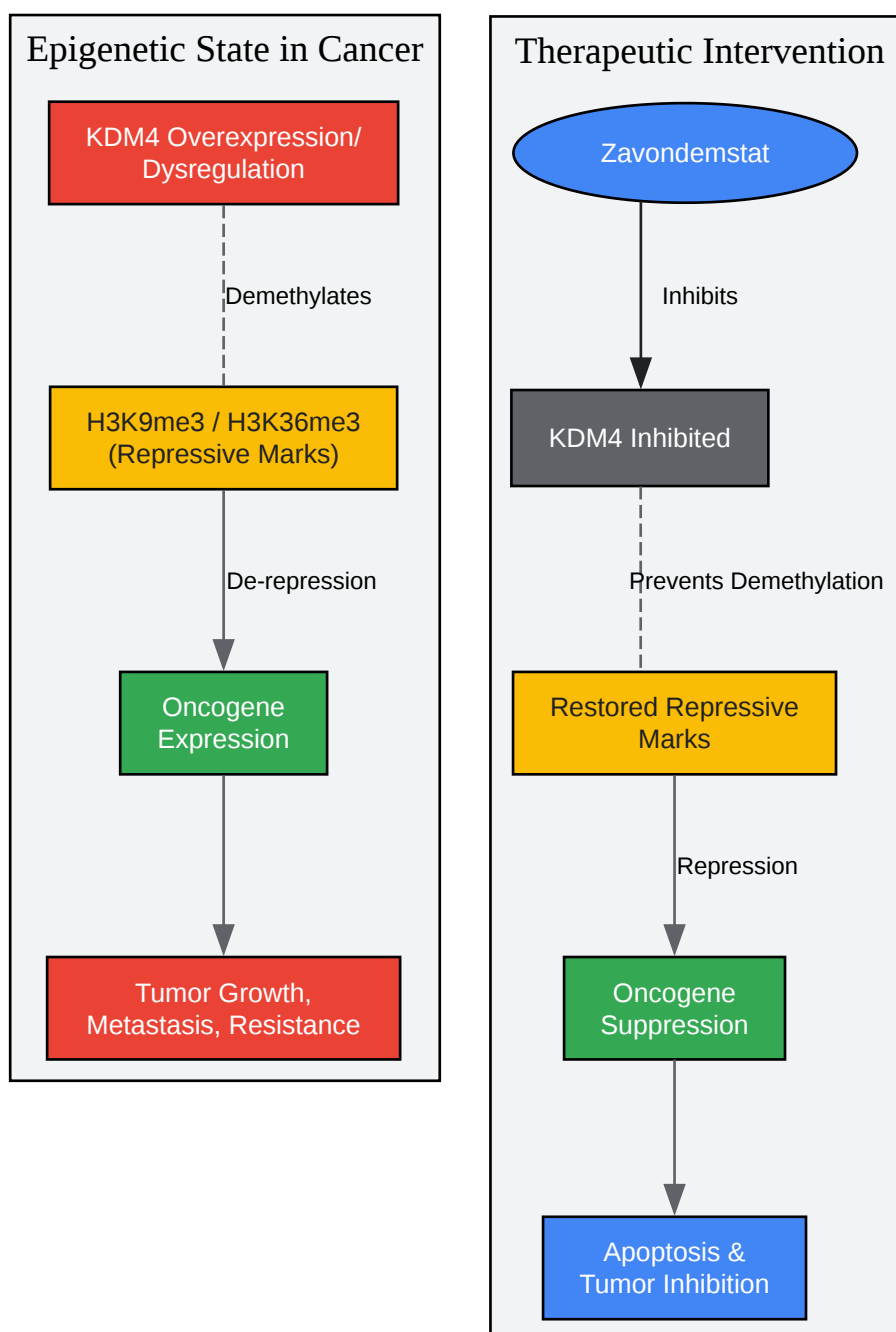 Epigenetic State in Cancer
KDM4 Overexpression/
Dysregulation
Demethylates
H3K9me3 / H3K36me3
(Repressive Marks)
De-repression
Oncogene
Expression
Tumor Growth,
Metastasis, Resistance
Therapeutic Intervention
Zavondemstat
Inhibits
KDM4 Inhibited
Prevents Demethylation
Restored Repressive
Marks
Repression
Oncogene
Suppression
Apoptosis &
Tumor Inhibition